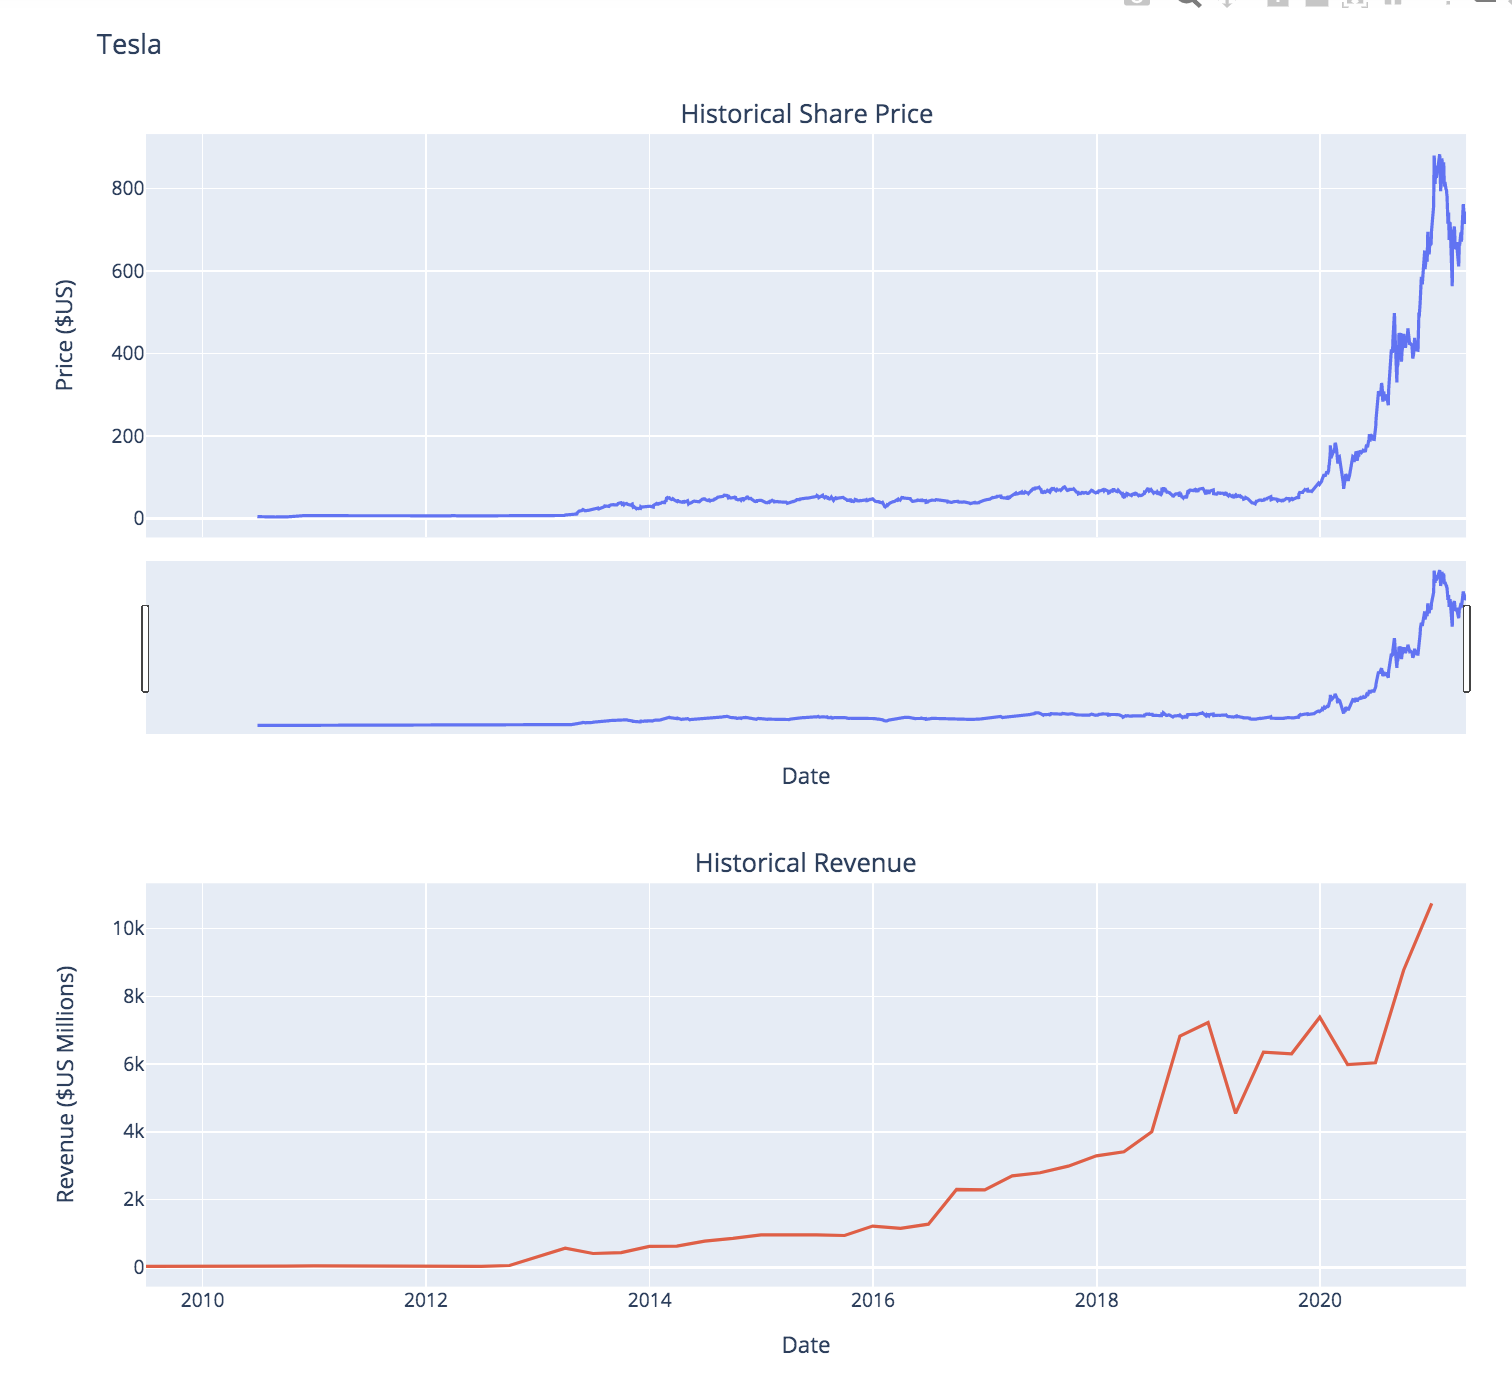 Tesla
Historical Share Price
800
600
400
200
0
Price ($US)
Date
Historical Revenue
10k
8k
6k
4k
2k
0
Revenue ($US Millions)
2010 2012 2014 2016 2018 2020
Date